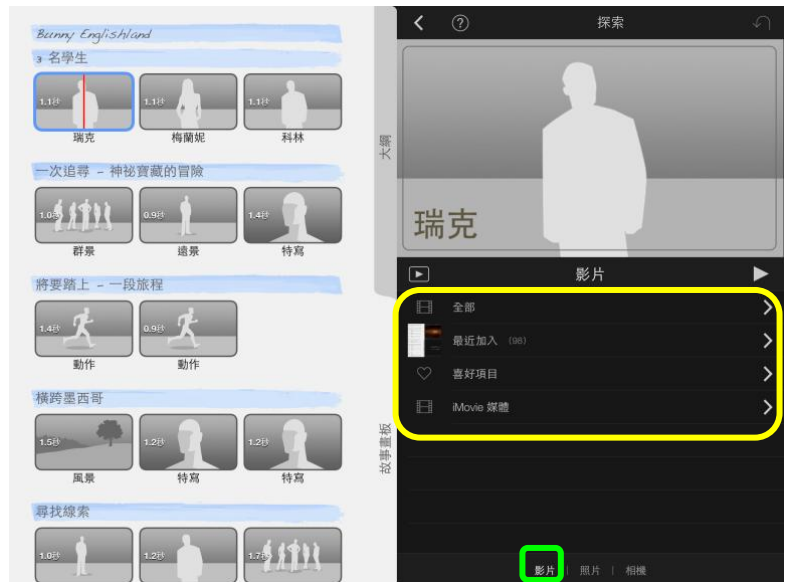 Bunny Englishland
3 名學生
1.1秒
1.1秒
1.1秒
瑞克
梅蘭妮
科林
一次追尋 – 神祕寶藏的冒險
1.0秒
0.9秒
1.4秒
群景
遠景
特寫
將要踏上 – 一段旅程
1.4秒
0.9秒
動作
動作
橫跨墨西哥
1.5秒
1.2秒
1.2秒
風景
特寫
特寫
尋找線索
1.0秒
1.2秒
1.7秒
大綱
故事畫板
?
探索
瑞克
影片
全部
最近加入 (98)
喜好項目
iMovie 媒體
影片 | 照片 | 相機